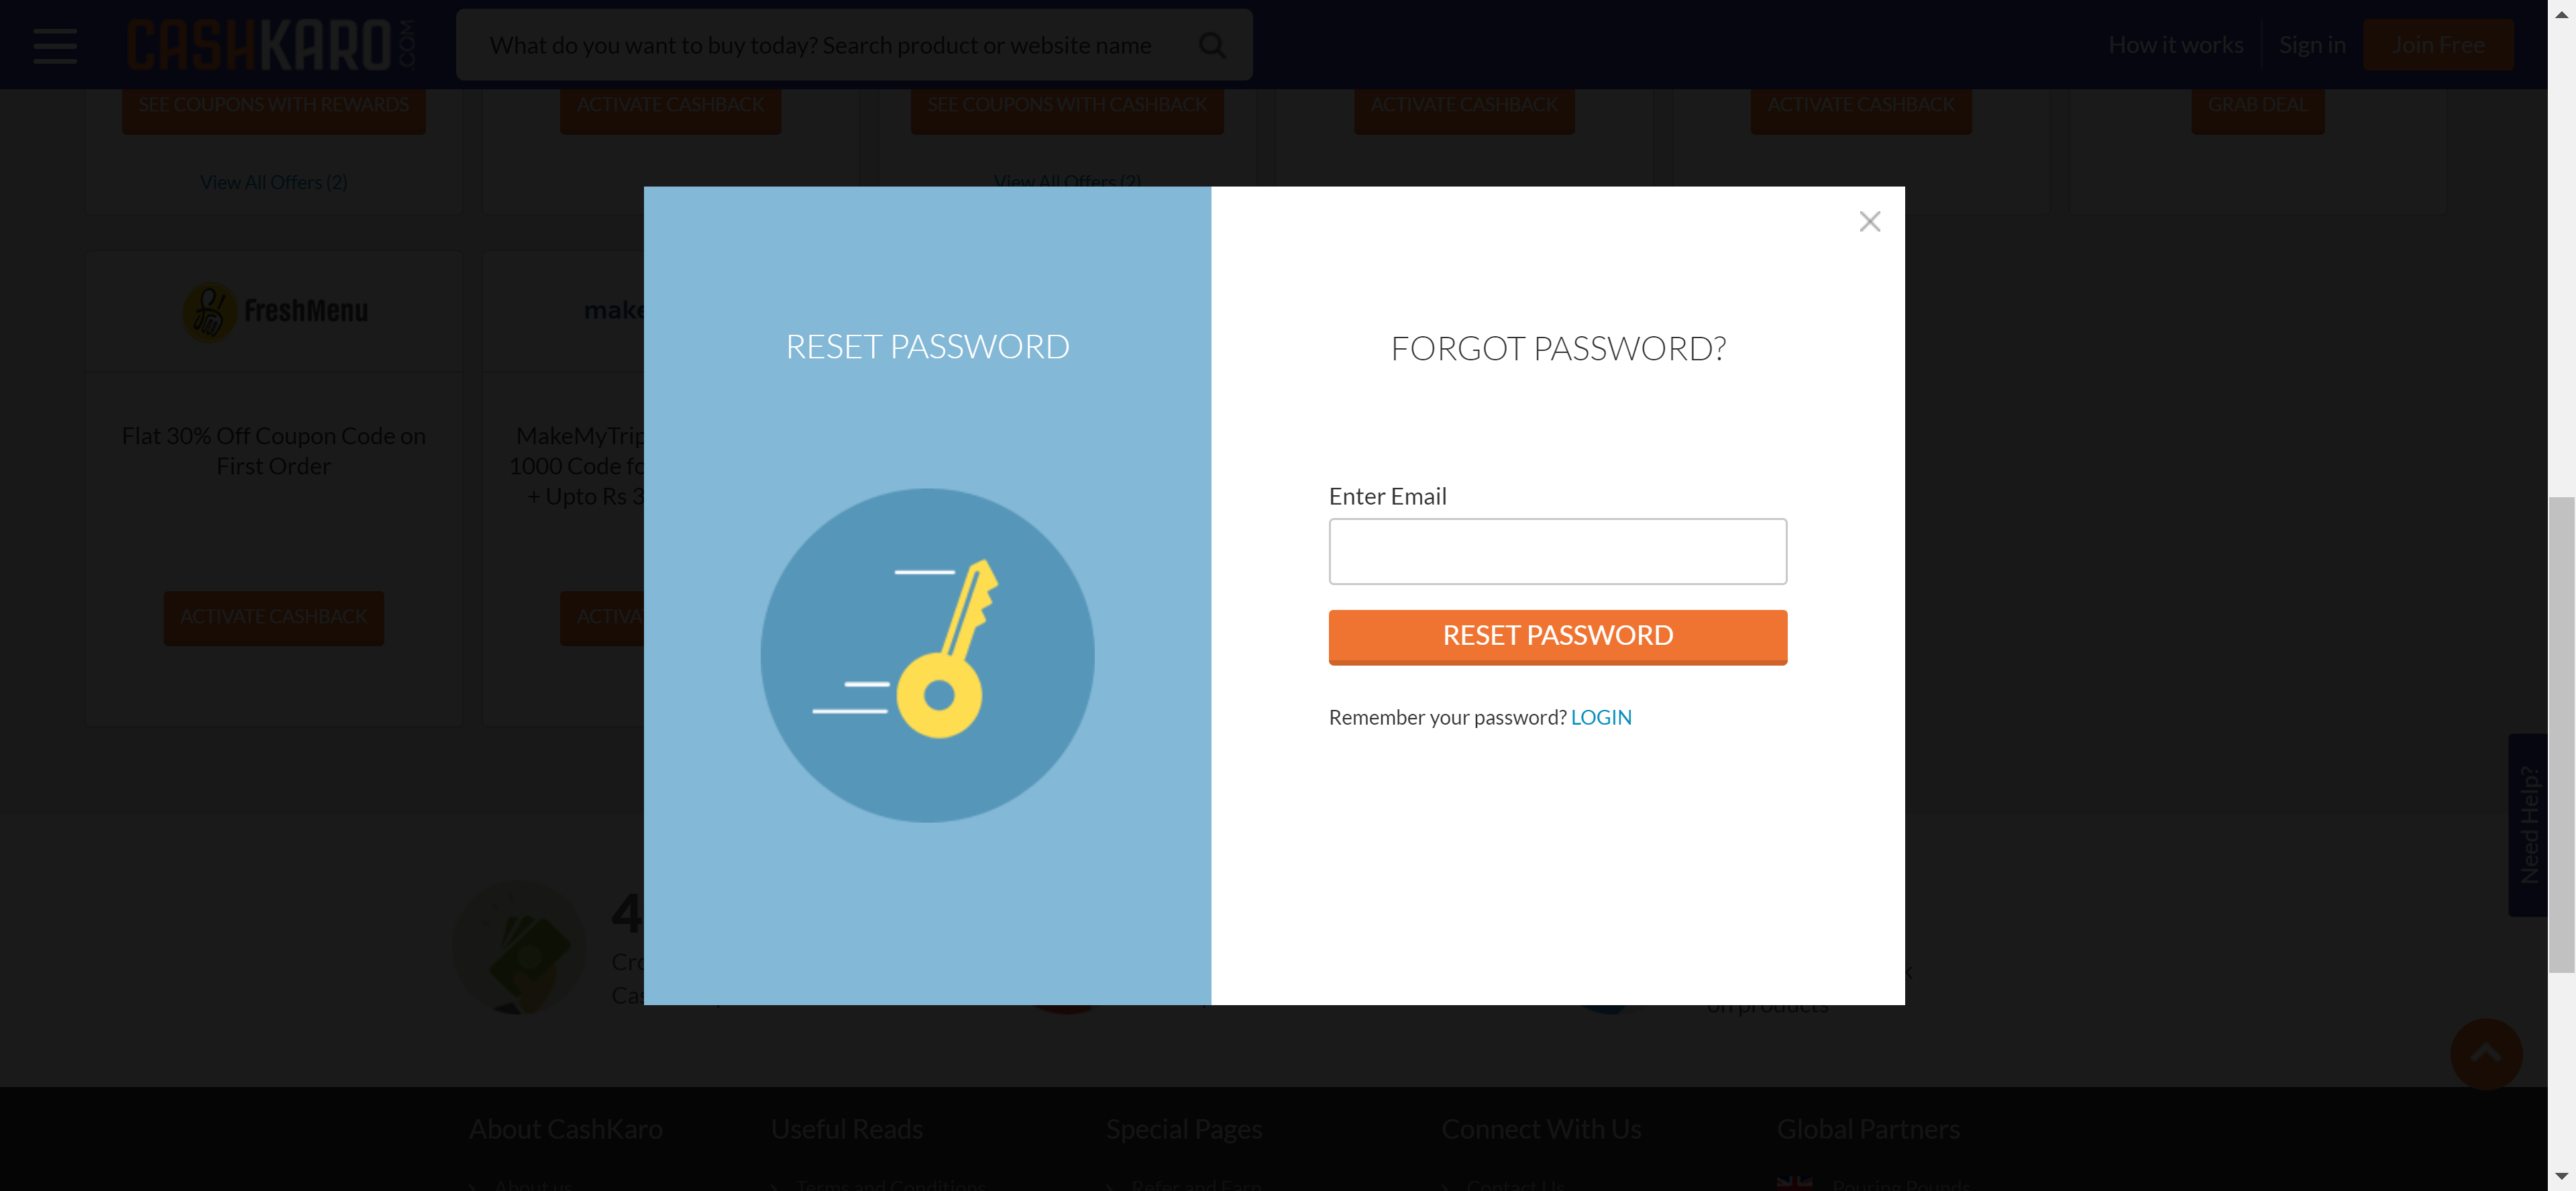 CASHKARO.COM
What do you want to buy today? Search product or website name
How it works
Sign in
Join Free
SEE COUPONS WITH REWARDS
ACTIVATE CASHBACK
SEE COUPONS WITH CASHBACK
ACTIVATE CASHBACK
ACTIVATE CASHBACK
GRAB DEAL
View All Offers (2)
View All Offers (2)
FreshMenu
make
Flat 30% Off Coupon Code on
First Order
MakeMyTrip
1000 Code
+ Upto Rs 3
ACTIVATE CASHBACK
RESET PASSWORD
FORGOT PASSWORD?
Enter Email
RESET PASSWORD
Remember your password? LOGIN
Need Help?
4
on products
About CashKaro
Useful Reads
Special Pages
Connect With Us
Global Partners
About us
Terms and Conditions
Refer and Earn
Contact Us
Pouring Pounds